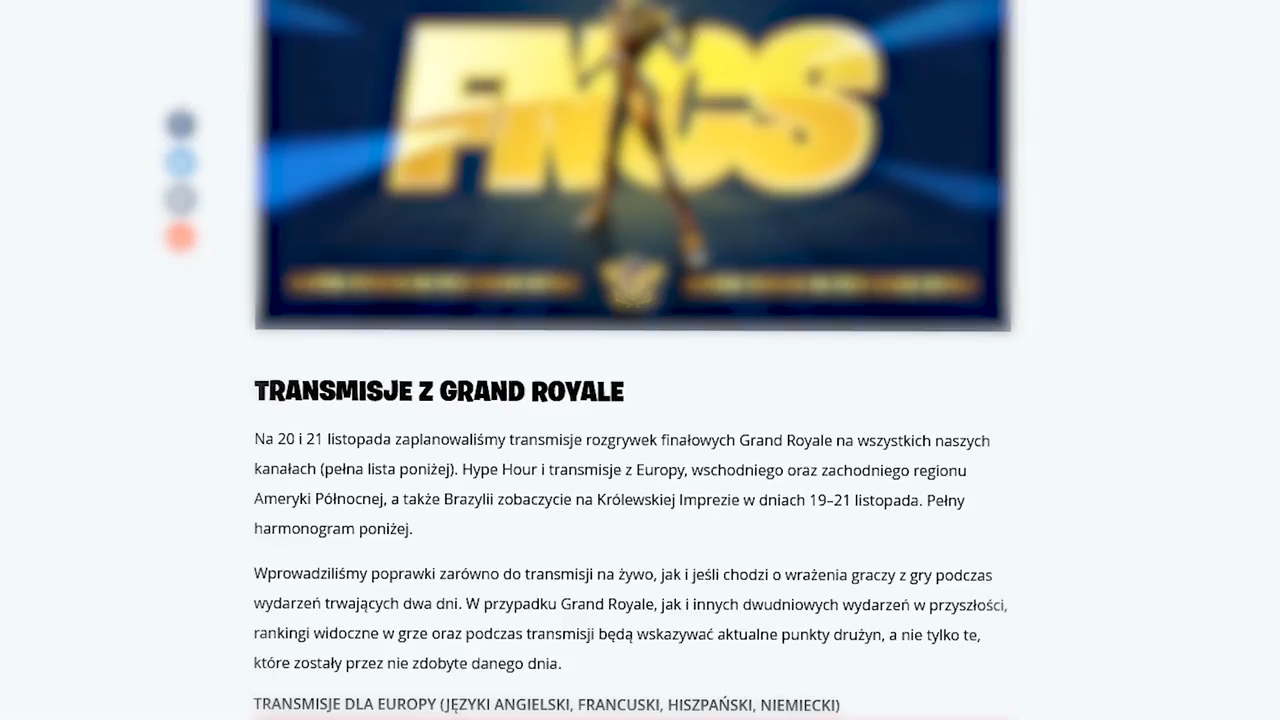 FNCS
TRANSMISJE Z GRAND ROYALE
Na 20 i 21 listopada zaplanowaliśmy transmisje rozgrywek finałowych Grand Royale na wszystkich naszych
kanałach (pełna lista poniżej). Hype Hour i transmisje z Europy, wschodniego oraz zachodniego regionu
Ameryki Północnej, a także Brazylii zobaczycie na Królewskiej Imprezie w dniach 19–21 listopada. Pełny
harmonogram poniżej.
Wprowadziliśmy poprawki zarówno do transmisji na żywo, jak i jeśli chodzi o wrażenia graczy z gry podczas
wydarzeń trwających dwa dni. W przypadku Grand Royale, jak i innych dwudniowych wydarzeń w przyszłości,
rankingi widoczne w grze oraz podczas transmisji będą wskazywać aktualne punkty drużyn, a nie tylko te,
które zostały przez nie zdobyte danego dnia.
TRANSMISJE DLA EUROPY (JĘZYKI ANGIELSKI, FRANCUSKI, HISZPAŃSKI, NIEMIECKI)